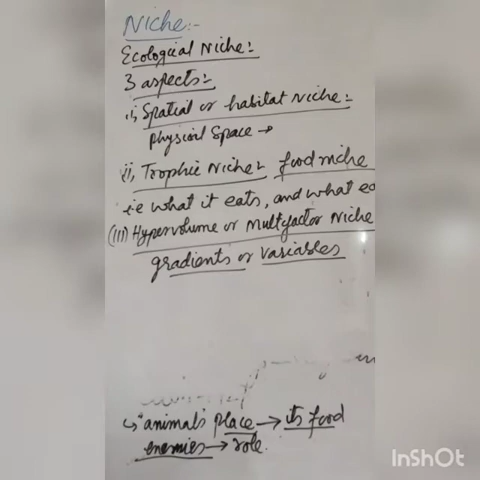 Niche:-
Ecological Niche:-
3 aspects:-
(i) Spatial or habitat Niche:-
Physical Space →
(ii) Trophic Niche:- food niche
i.e what it eats, and what ea
(iii) Hypervolume or Multyfactor Niche
gradients or variables
↳ "animal's place → its food
enemies → role.
InShOt